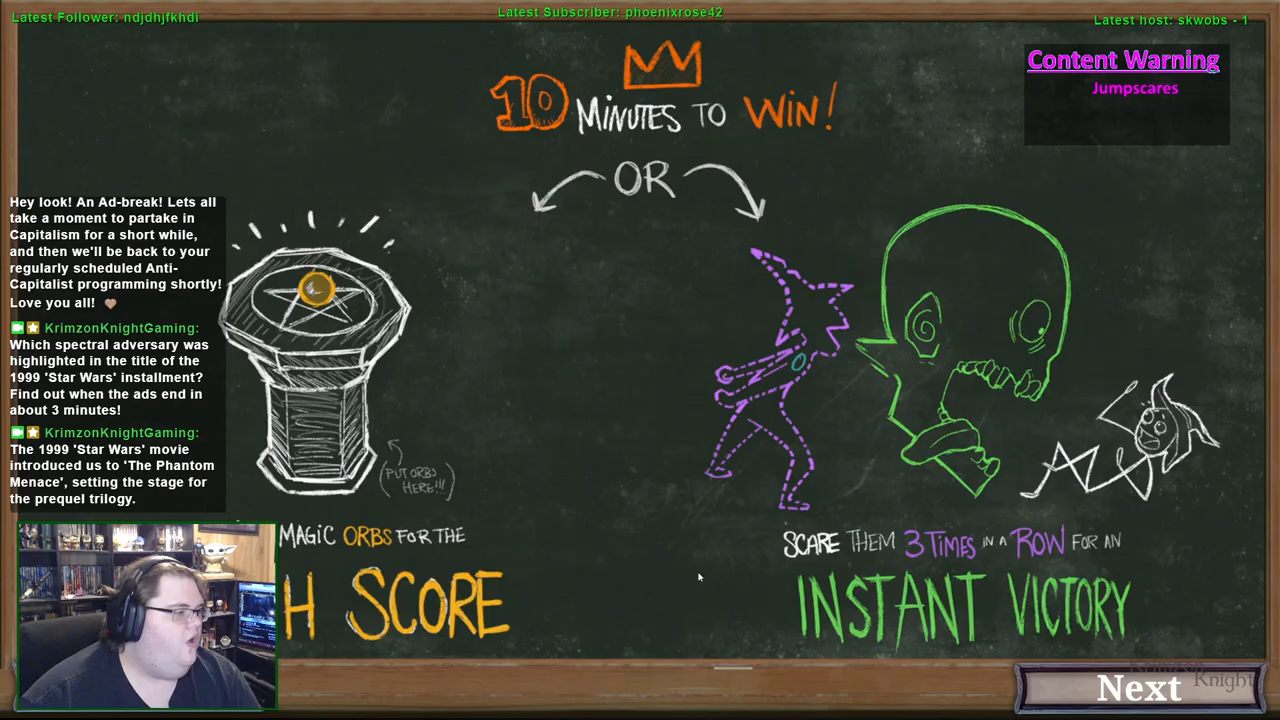 Latest Follower: ndjdhjfkhdi
Latest Subscriber: phoenixrose42
Latest host: skwobs - 1
Content Warning
Jumpscares
10 MINUTES TO WIN!
OR
Hey look! An Ad-break! Lets all
take a moment to partake in
Capitalism for a short while,
and then we'll be back to your
regularly scheduled Anti-
Capitalist programming shortly!
Love you all!
KrimzonKnightGaming:
Which spectral adversary was
highlighted in the title of the
1999 'Star Wars' installment?
Find out when the ads end in
about 3 minutes!
KrimzonKnightGaming:
The 1999 'Star Wars' movie
introduced us to 'The Phantom
Menace', setting the stage for
the prequel trilogy.
(PUT ORBS
HERE!!!)
MAGIC ORBS FOR THE
H SCORE
SCARE THEM 3 TIMES IN A ROW FOR AN
INSTANT VICTORY
Krimzon
Knight
Next